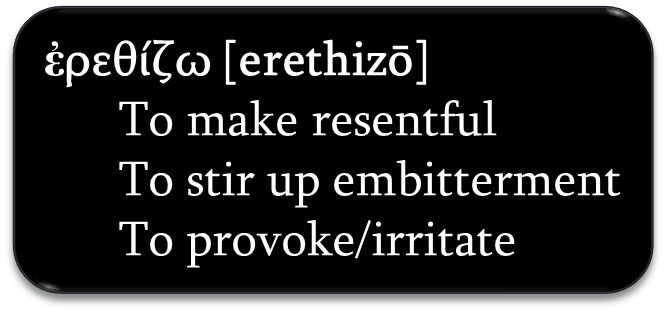 ἐρεθίζω [erethizō]
To make resentful
To stir up embitterment
To provoke/irritate